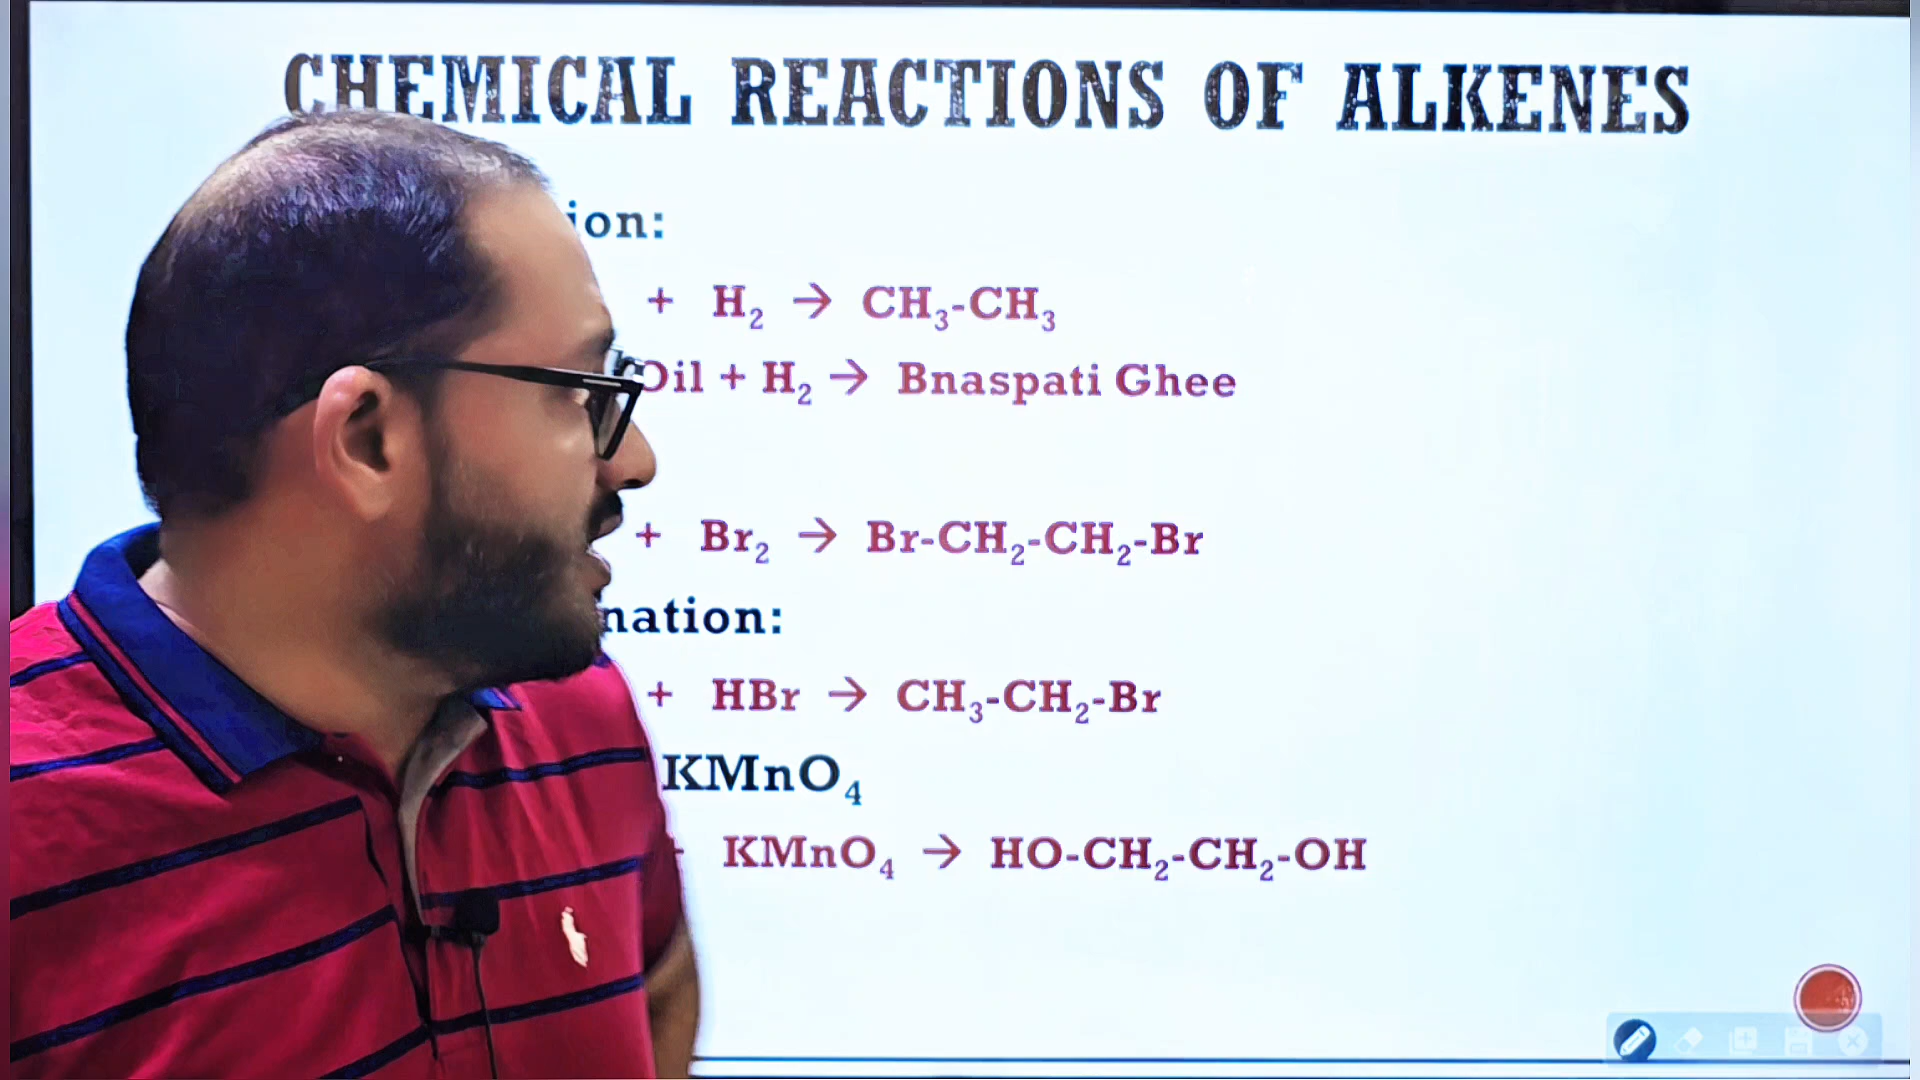 CHEMICAL REACTIONS OF ALKENES
ion:
+ H₂ → CH₃-CH₃
Oil + H₂ → Bnaspati Ghee
+ Br₂ → Br-CH₂-CH₂-Br
nation:
+ HBr → CH₃-CH₂-Br
KMnO₄
+ KMnO₄ → HO-CH₂-CH₂-OH